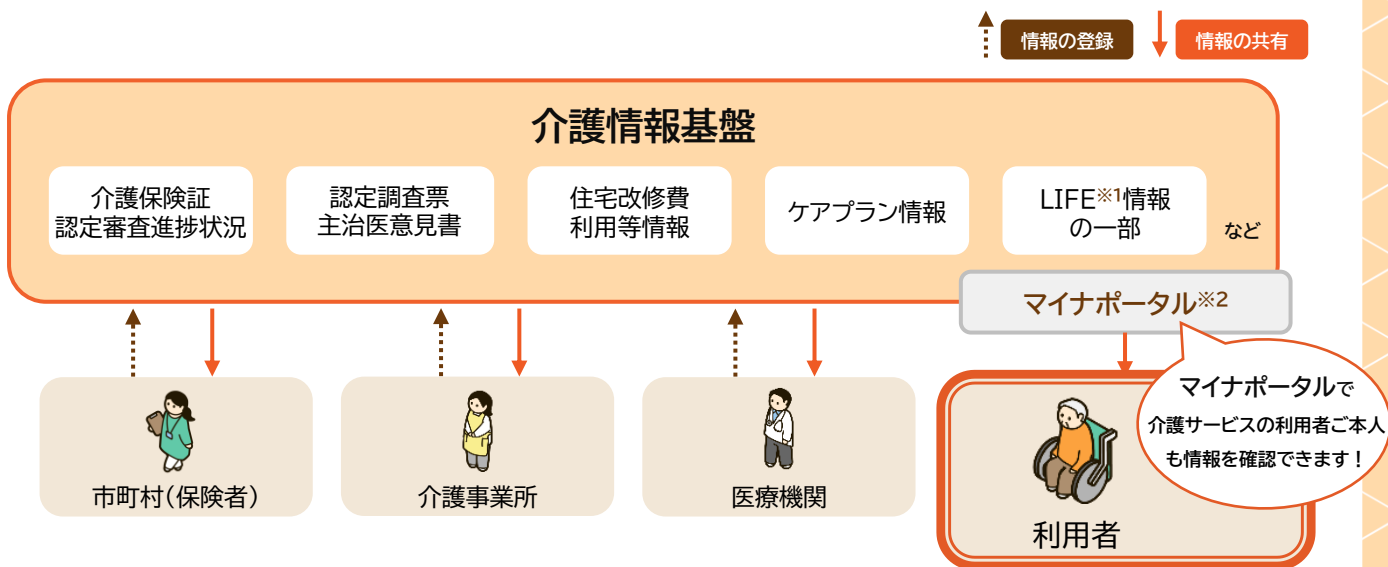 情報の登録
情報の共有
介護情報基盤
介護保険証
認定審査進捗状況
認定調査票
主治医意見書
住宅改修費
利用等情報
ケアプラン情報
LIFE※1情報
の一部
など
マイナポータル※2
マイナポータルで
介護サービスの利用者ご本人
も情報を確認できます！
市町村(保険者)
介護事業所
医療機関
利用者